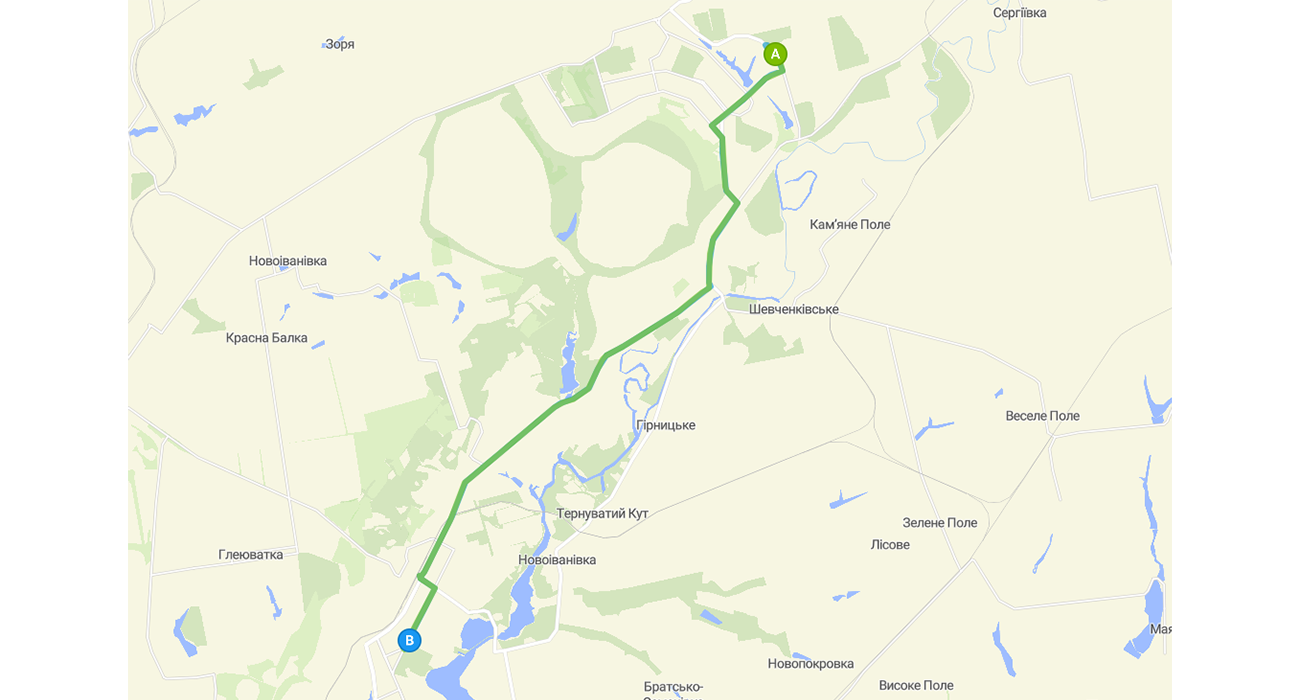 Сергіївка
Зоря
A
Кам'яне Поле
Новоіванівка
Шевченківське
Красна Балка
Веселе Поле
Гірницьке
Тернуватий Кут
Зелене Поле
Лісове
Глеюватка
Новоіванівка
Мая
B
Новопокровка
Братсько-
Високе Поле